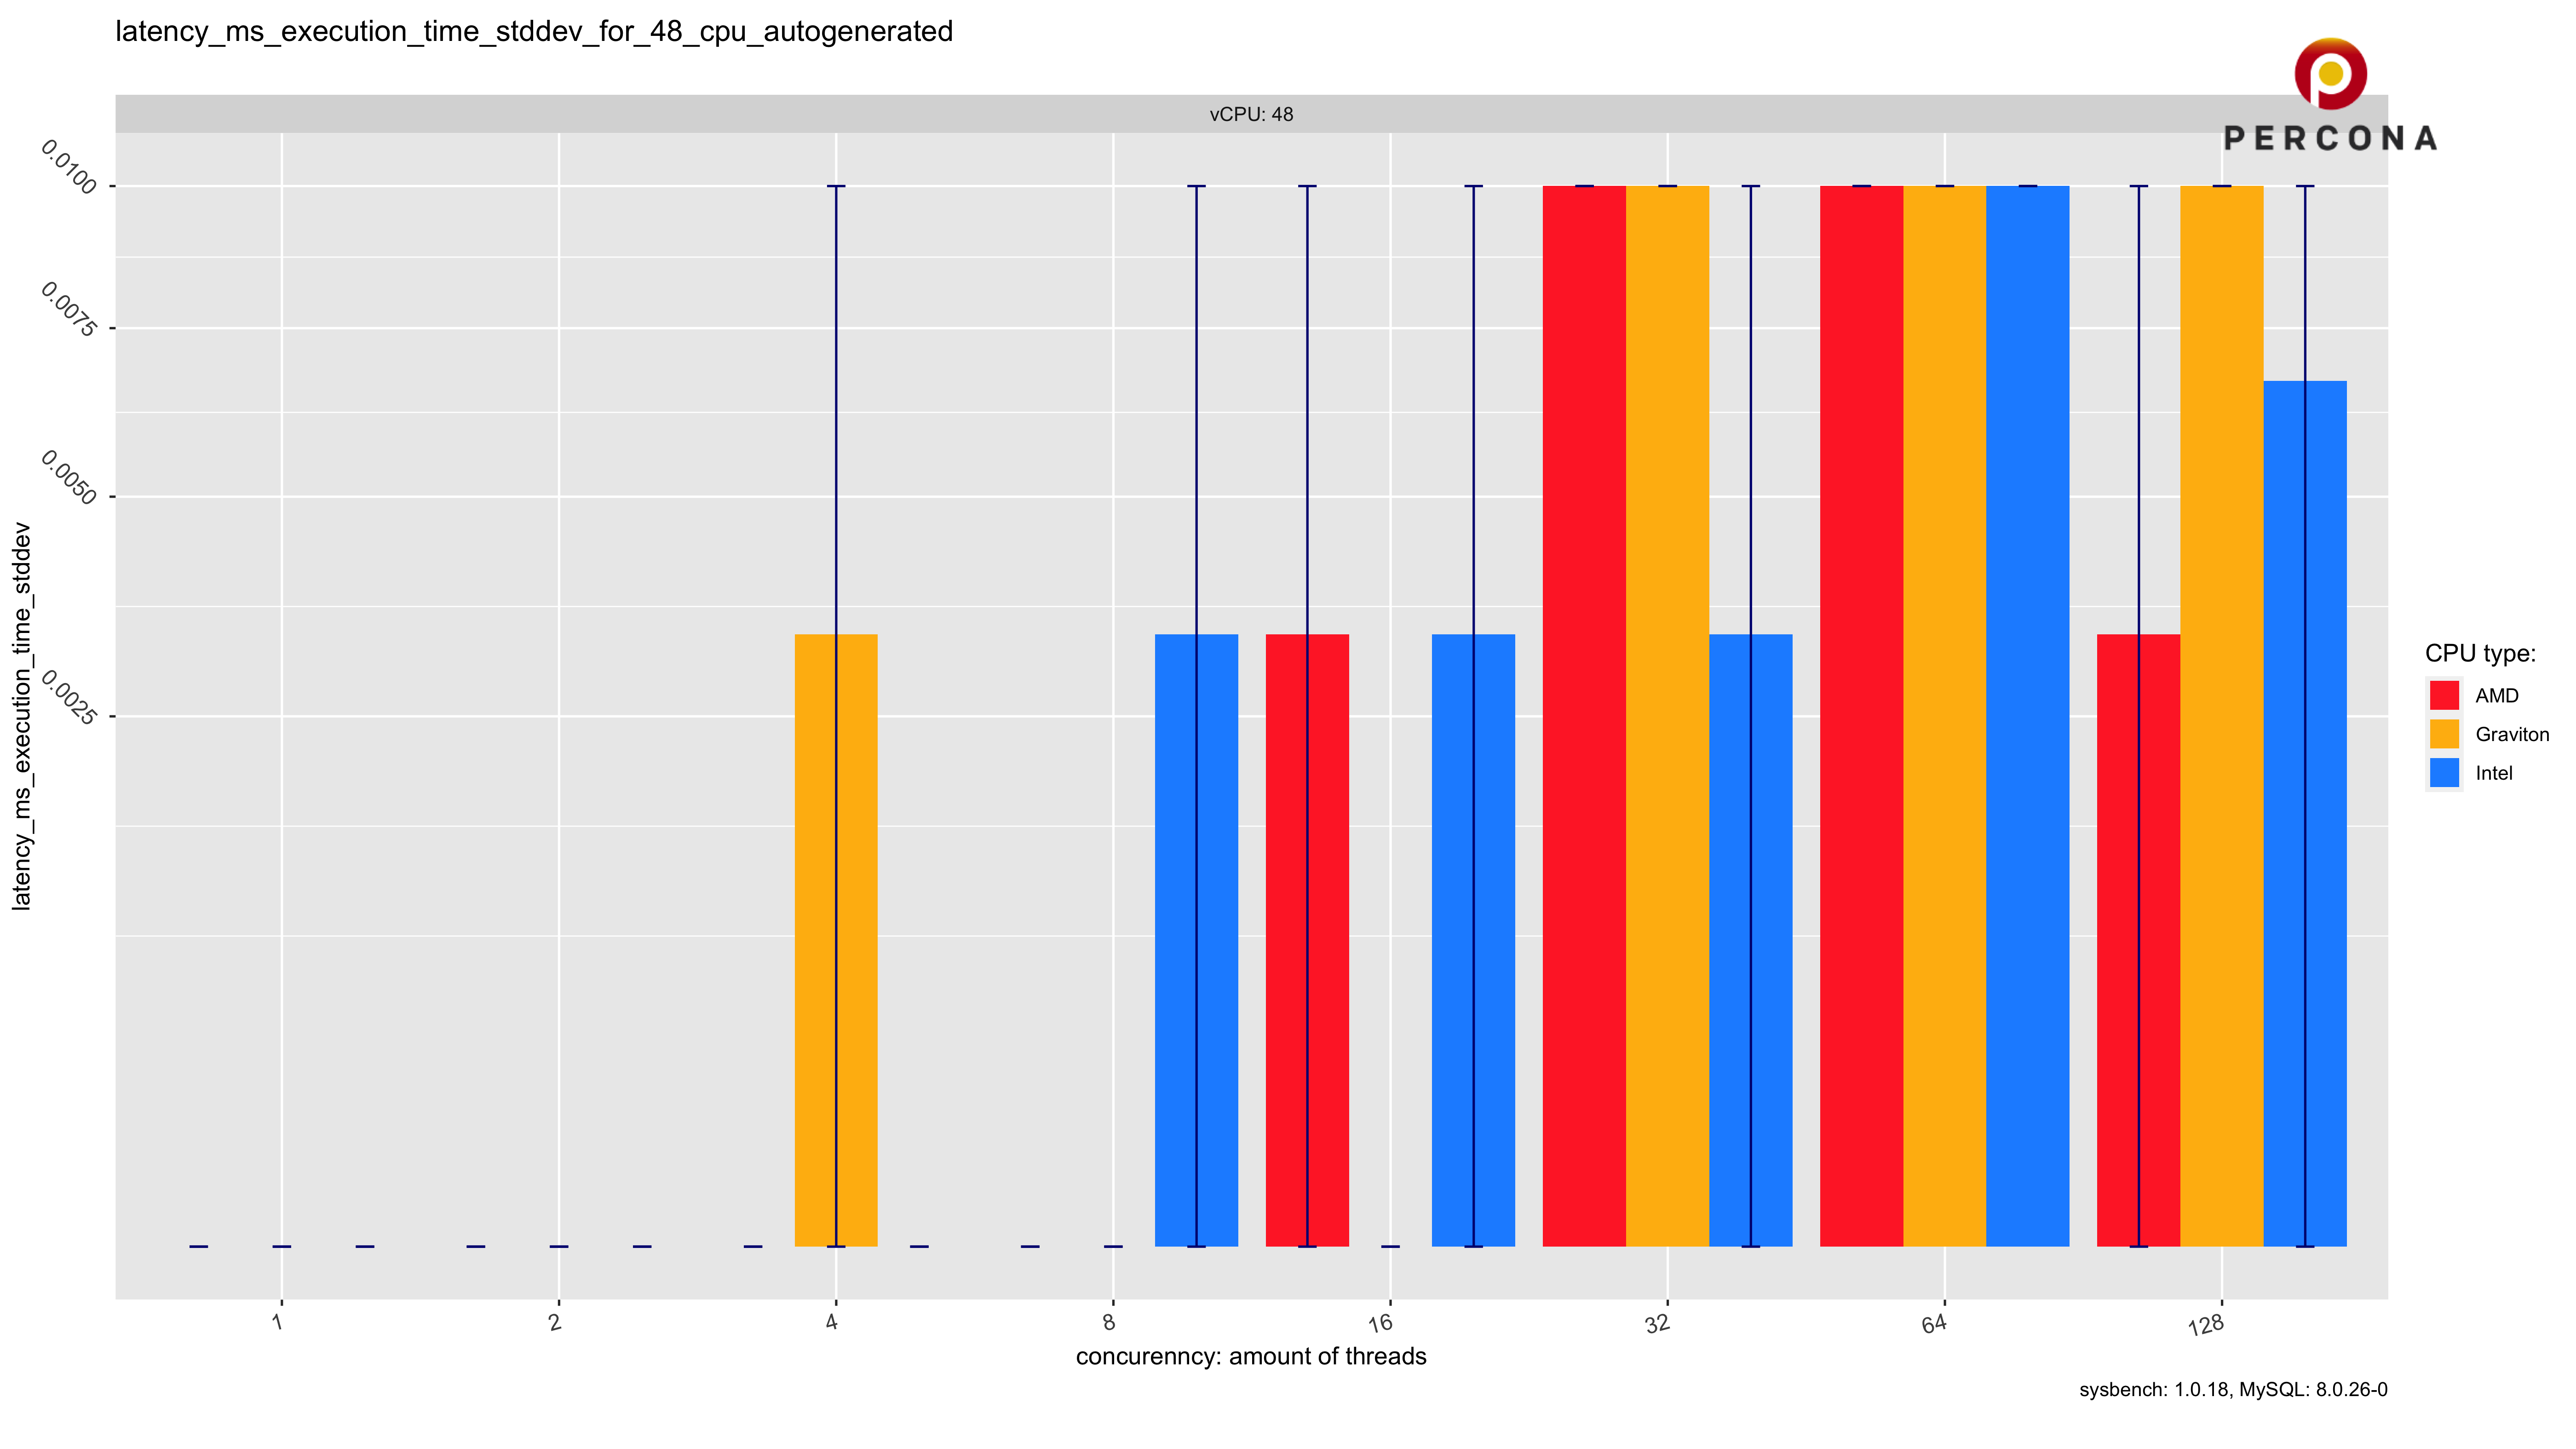 latency_ms_execution_time_stddev_for_48_cpu_autogenerated
PERCONA
vCPU: 48
0.0100
0.0075
0.0050
0.0025
latency_ms_execution_time_stddev
CPU type:
AMD
Graviton
Intel
1 2 4 8 16 32 64 128
concurenncy: amount of threads
sysbench: 1.0.18, MySQL: 8.0.26-0